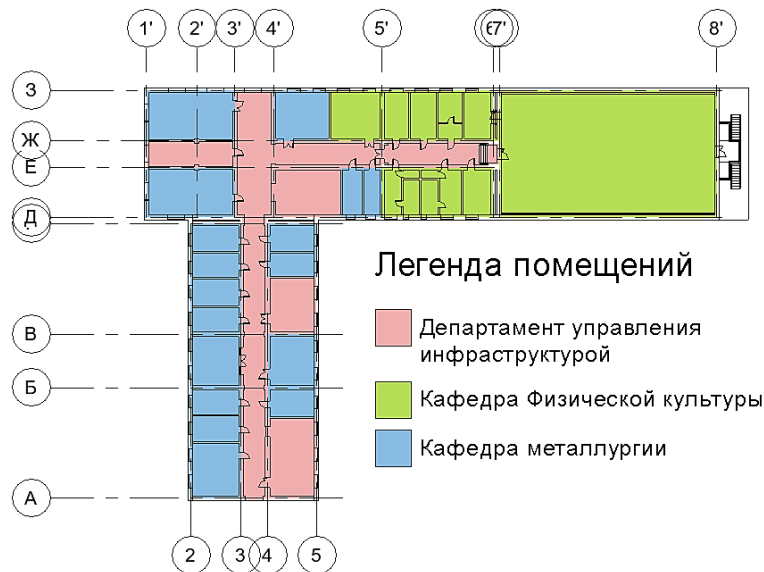 1' 2' 3' 4' 5' 7' 8'
З
Ж
Е
Д
Легенда помещений
Департамент управления
инфраструктурой
Кафедра Физической культуры
Кафедра металлургии
В
Б
А
2 3 4 5